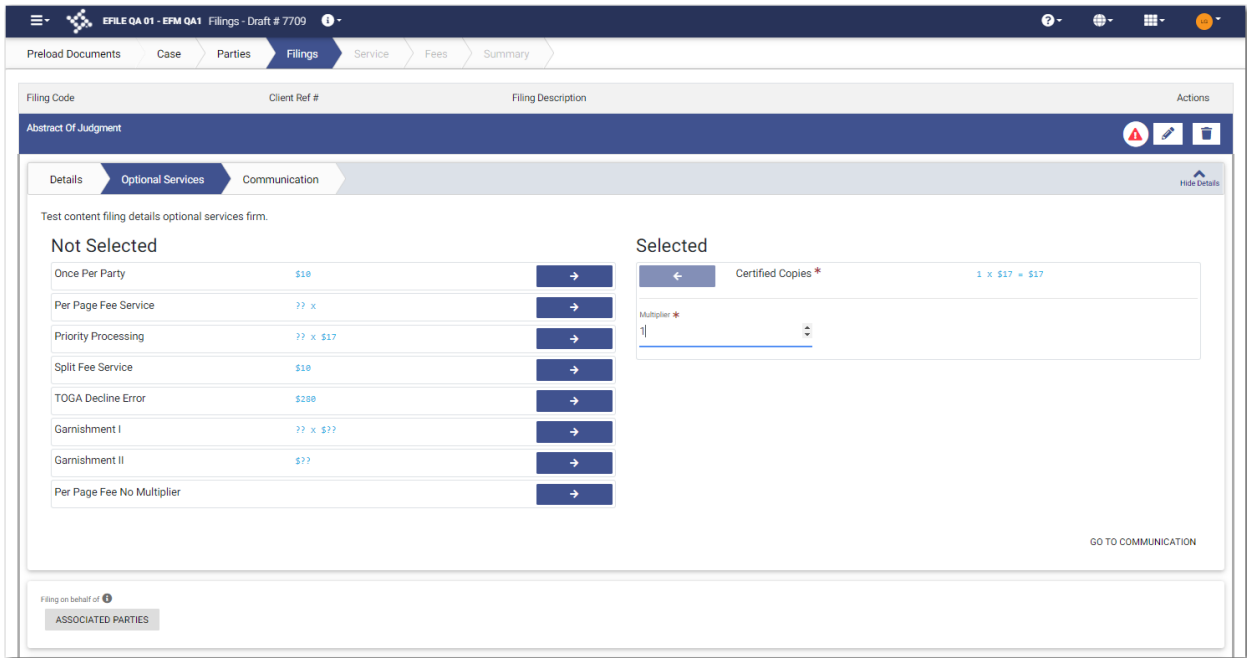 EFILE QA 01 - EFM QA1 Filings - Draft # 7709
LG
Preload Documents Case Parties Filings Service Fees Summary
Filing Code Client Ref # Filing Description Actions
Abstract Of Judgment
Details Optional Services Communication
Hide Details
Test content filing details optional services firm.
Not Selected Selected
Once Per Party $10
Certified Copies * 1 x $17 = $17
Per Page Fee Service ?? x
Multiplier *
1
Priority Processing ?? x $17
Split Fee Service $10
TOGA Decline Error $280
Garnishment I ?? x $??
Garnishment II $??
Per Page Fee No Multiplier
GO TO COMMUNICATION
Filing on behalf of
ASSOCIATED PARTIES